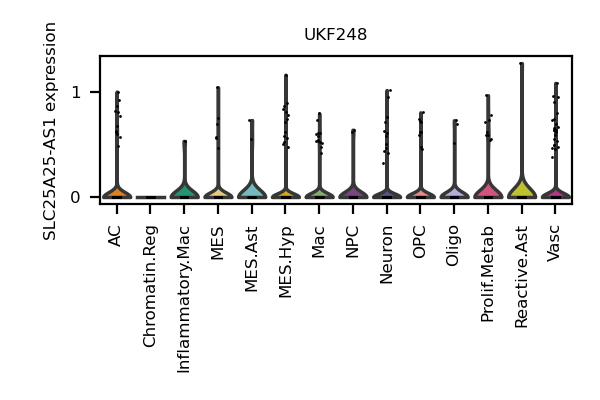 UKF248
SLC25A25-AS1 expression
1
0
AC
Chromatin.Reg
Inflammatory.Mac
MES
MES.Ast
MES.Hyp
Mac
NPC
Neuron
OPC
Oligo
Prolif.Metab
Reactive.Ast
Vasc